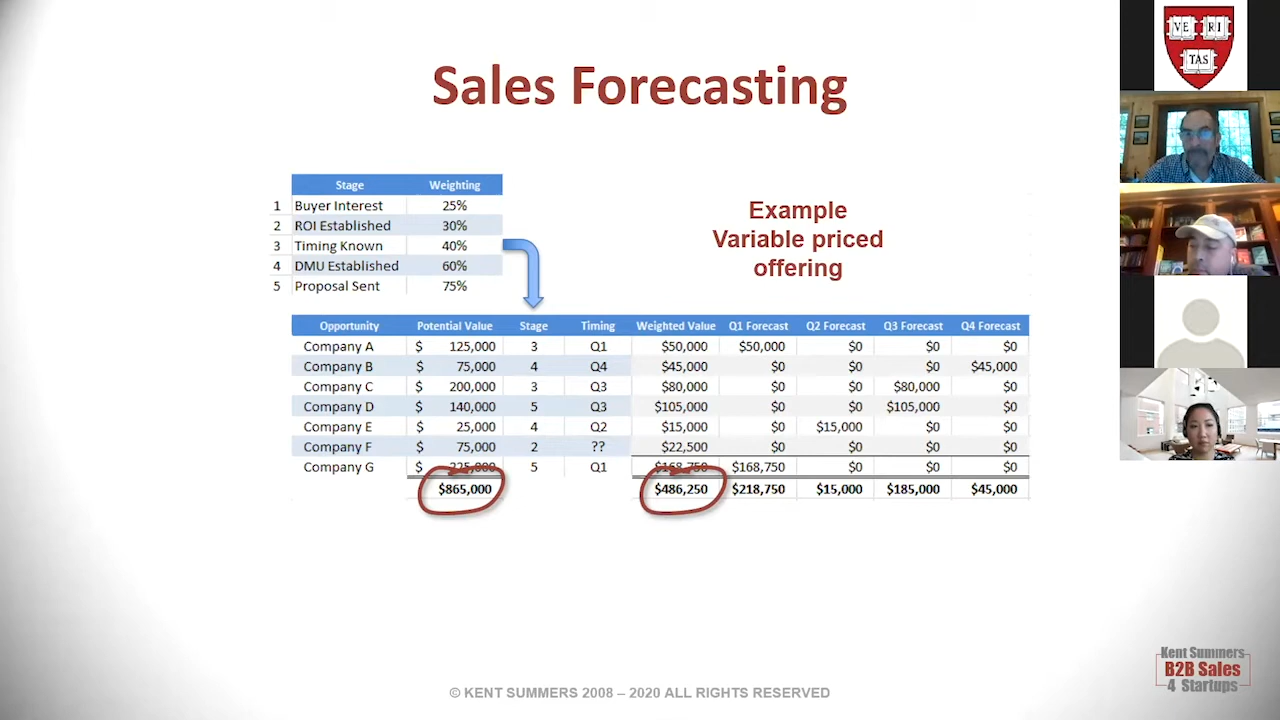 Sales Forecasting
Stage Weighting
1 Buyer Interest 25%
2 ROI Established 30%
3 Timing Known 40%
4 DMU Established 60%
5 Proposal Sent 75%
Example
Variable priced
offering
Opportunity Potential Value Stage Timing Weighted Value Q1 Forecast Q2 Forecast Q3 Forecast Q4 Forecast
Company A $ 125,000 3 Q1 $50,000 $50,000 $0 $0 $0
Company B $ 75,000 4 Q4 $45,000 $0 $0 $0 $45,000
Company C $ 200,000 3 Q3 $80,000 $0 $0 $80,000 $0
Company D $ 140,000 5 Q3 $105,000 $0 $0 $105,000 $0
Company E $ 25,000 4 Q2 $15,000 $0 $15,000 $0 $0
Company F $ 75,000 2 ?? $22,500 $0 $0 $0 $0
Company G $ 225,000 5 Q1 $168,750 $168,750 $0 $0 $0
$865,000 $486,250 $218,750 $15,000 $185,000 $45,000
© KENT SUMMERS 2008 – 2020 ALL RIGHTS RESERVED
VE RI
TAS
Kent Summers
B2B Sales
4 Startups